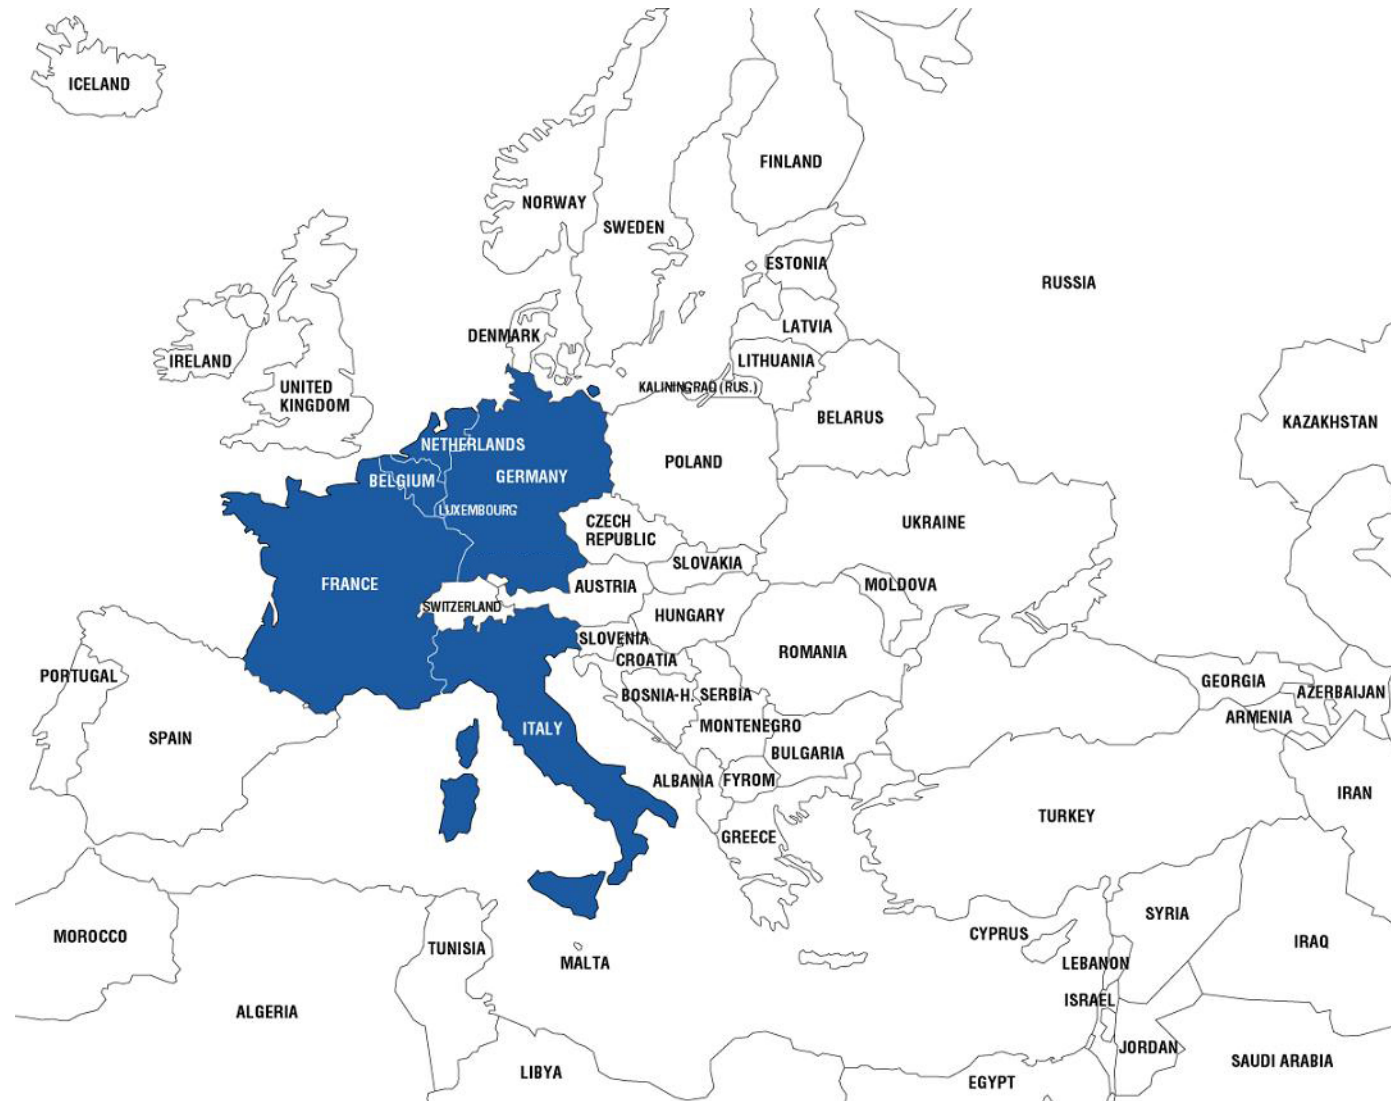 ICELAND
FINLAND
NORWAY
SWEDEN
ESTONIA
RUSSIA
LATVIA
DENMARK
IRELAND
LITHUANIA
UNITED
KINGDOM
KALININGRAD (RUS.)
BELARUS
KAZAKHSTAN
NETHERLANDS
POLAND
BELGIUM
GERMANY
LUXEMBOURG
CZECH
REPUBLIC
UKRAINE
SLOVAKIA
FRANCE
AUSTRIA
MOLDOVA
SWITZERLAND
HUNGARY
SLOVENIA
ROMANIA
CROATIA
PORTUGAL
GEORGIA
BOSNIA-H.
SERBIA
AZERBAIJAN
ARMENIA
MONTENEGRO
ITALY
SPAIN
BULGARIA
ALBANIA
FYROM
IRAN
TURKEY
GREECE
SYRIA
CYPRUS
MOROCCO
TUNISIA
IRAQ
MALTA
LEBANON
ISRAEL
ALGERIA
JORDAN
SAUDI ARABIA
LIBYA
EGYPT